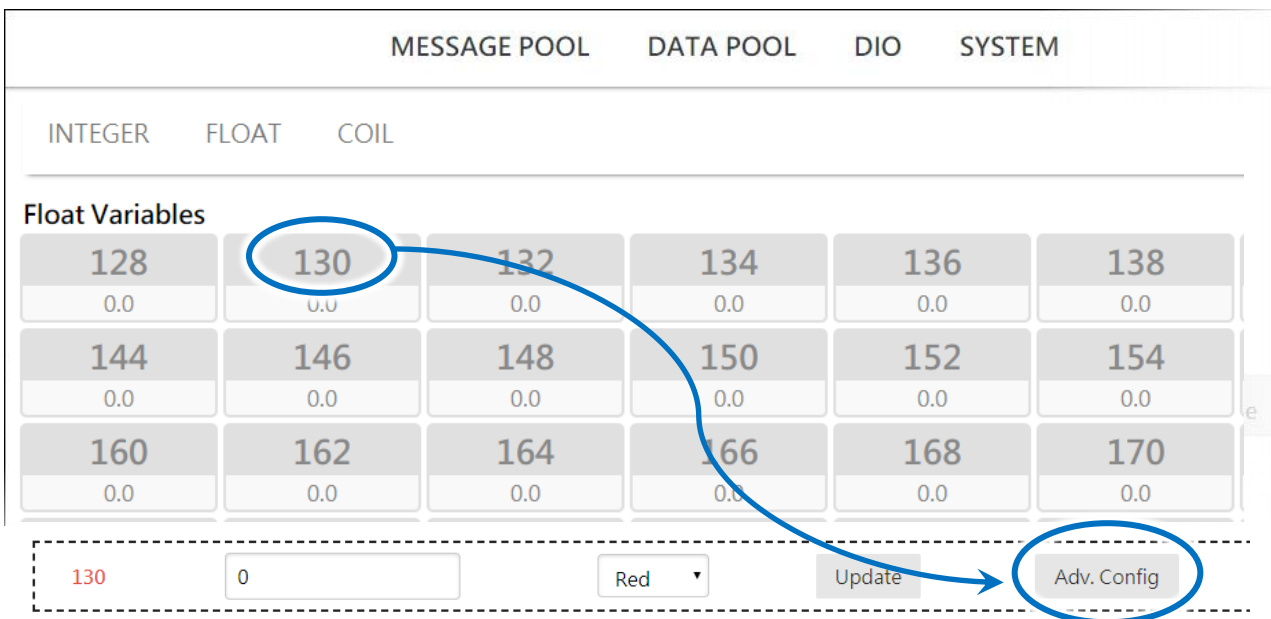 MESSAGE POOL DATA POOL DIO SYSTEM
INTEGER FLOAT COIL
Float Variables
128 130 132 134 136 138
0.0 0.0 0.0 0.0 0.0 0.0
144 146 148 150 152 154
0.0 0.0 0.0 0.0 0.0 0.0
e
160 162 164 166 168 170
0.0 0.0 0.0 0.0 0.0 0.0
130 0 Red Update Adv. Config